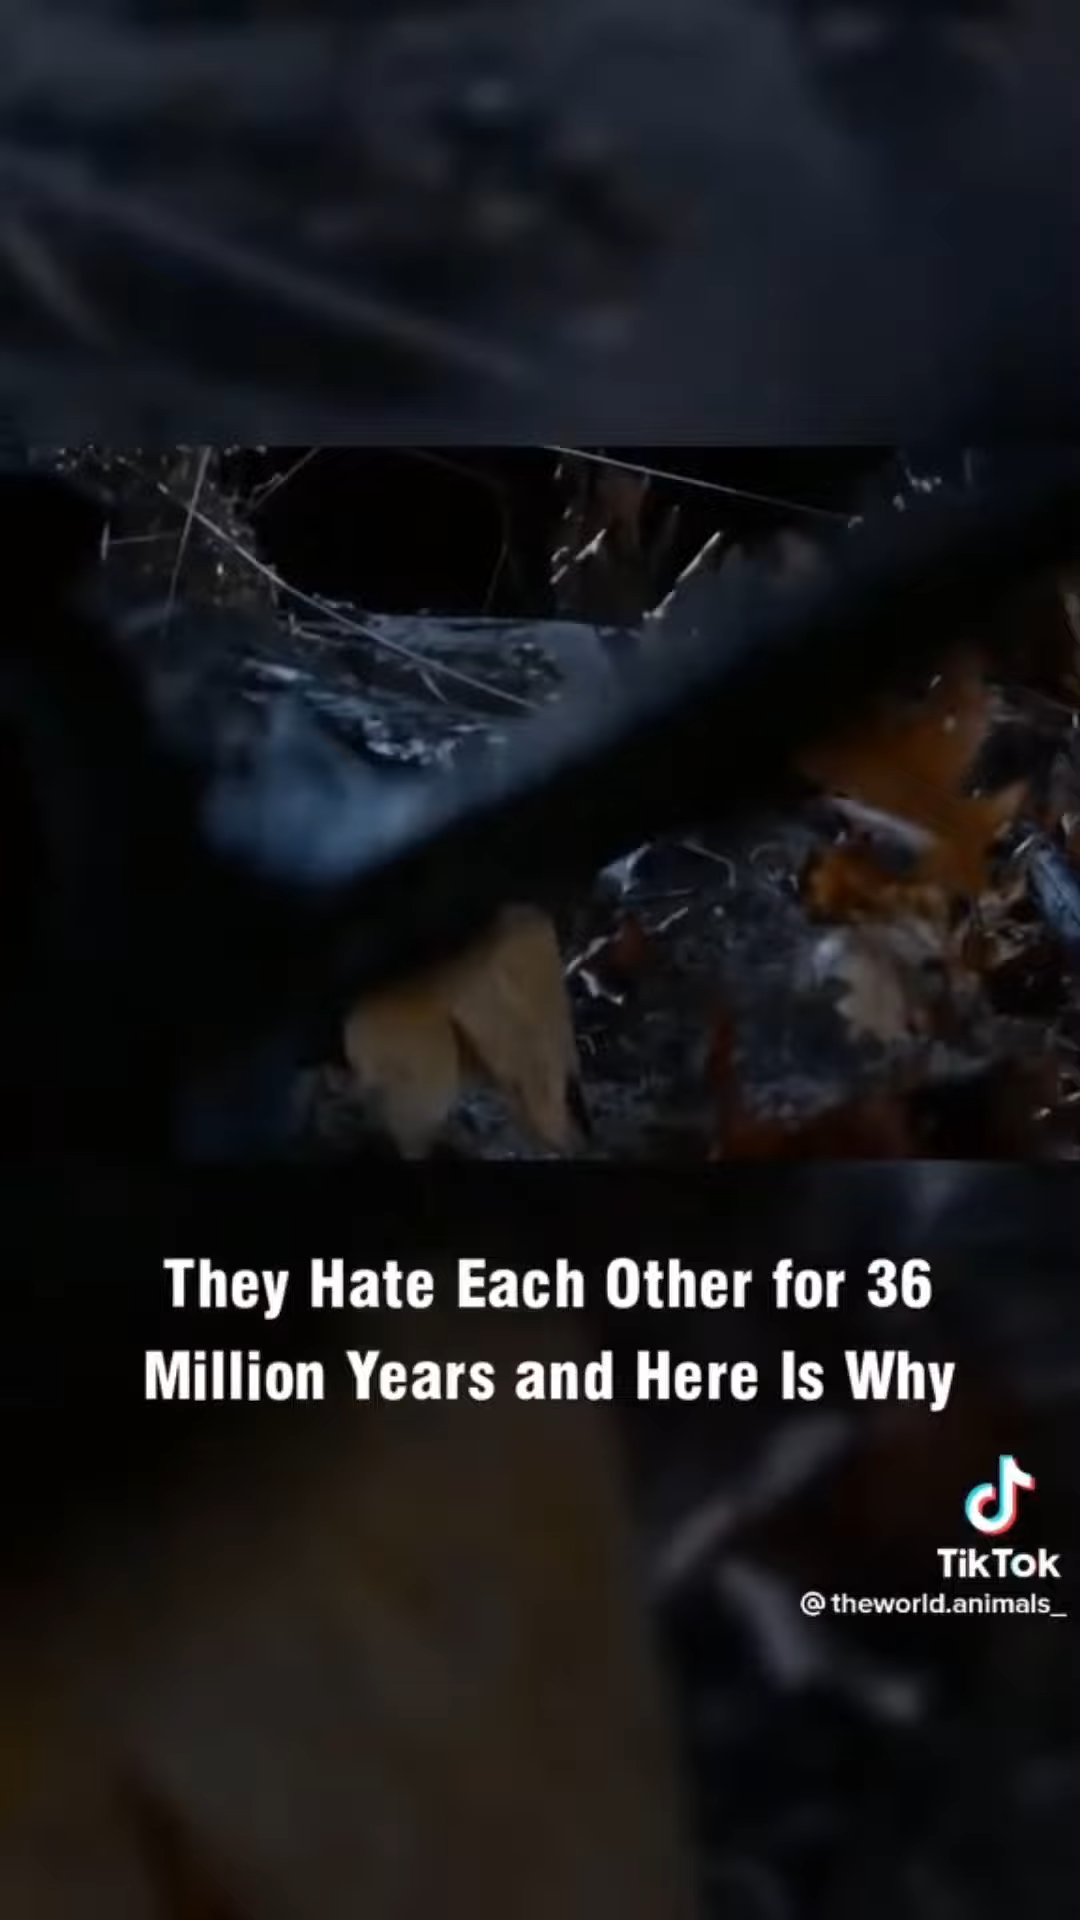 They Hate Each Other for 36
Million Years and Here Is Why
TikTok
@theworld.animals_